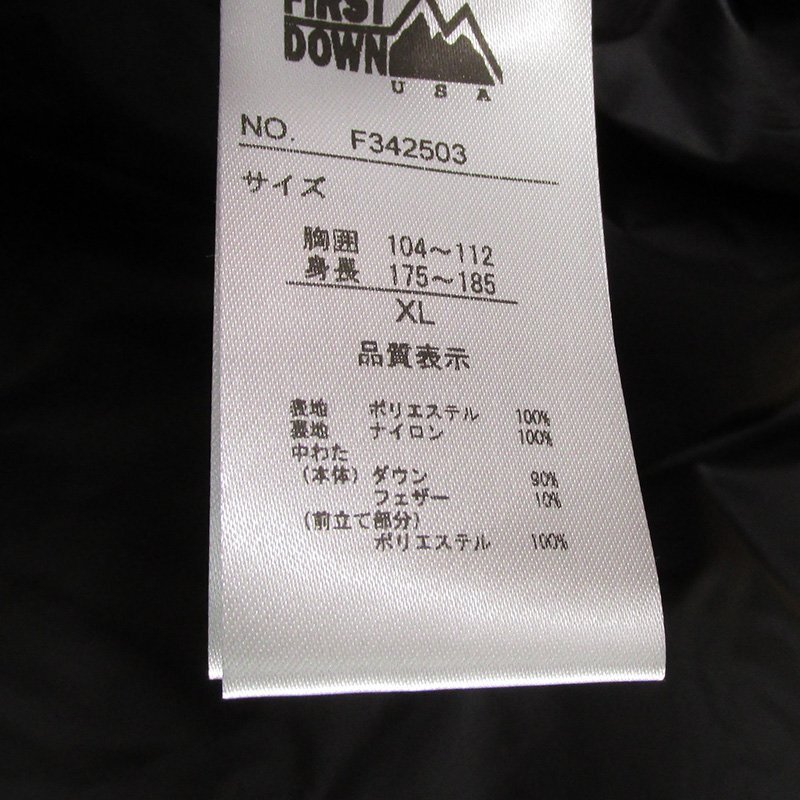 FIRST
DOWN
USA
NO. F342503
サイズ
胸囲 104～112
身長 175～185
XL
品質表示
表地 ポリエステル 100%
裏地 ナイロン 100%
中わた
(本体) ダウン 90%
フェザー 10%
(前立て部分)
ポリエステル 100%